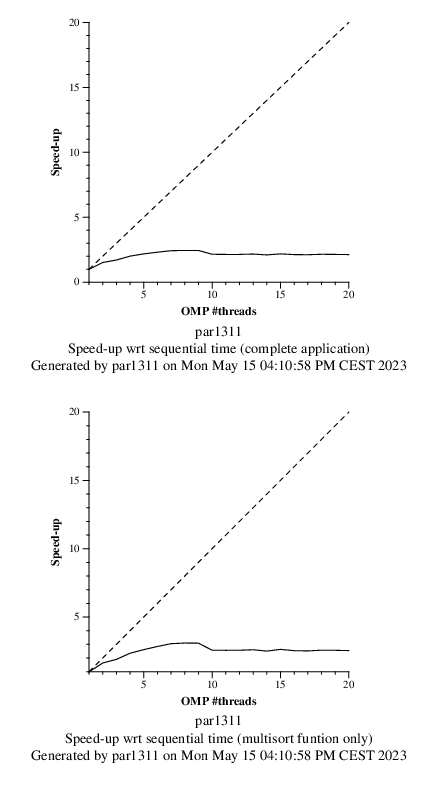 20
15
10
5
0
Speed-up
5 10 15 20
OMP #threads
par1311
Speed-up wrt sequential time (complete application)
Generated by par1311 on Mon May 15 04:10:58 PM CEST 2023
20
15
10
5
Speed-up
5 10 15 20
OMP #threads
par1311
Speed-up wrt sequential time (multisort funtion only)
Generated by par1311 on Mon May 15 04:10:58 PM CEST 2023